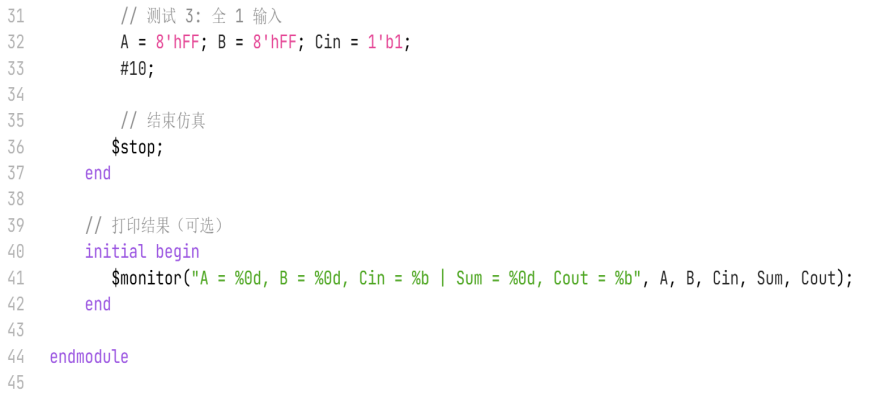 31 // 测试 3: 全 1 输入
32 A = 8'hFF; B = 8'hFF; Cin = 1'b1;
33 #10;
34
35 // 结束仿真
36 $stop;
37 end
38
39 // 打印结果（可选）
40 initial begin
41 $monitor("A = %0d, B = %0d, Cin = %b | Sum = %0d, Cout = %b", A, B, Cin, Sum, Cout);
42 end
43
44 endmodule
45